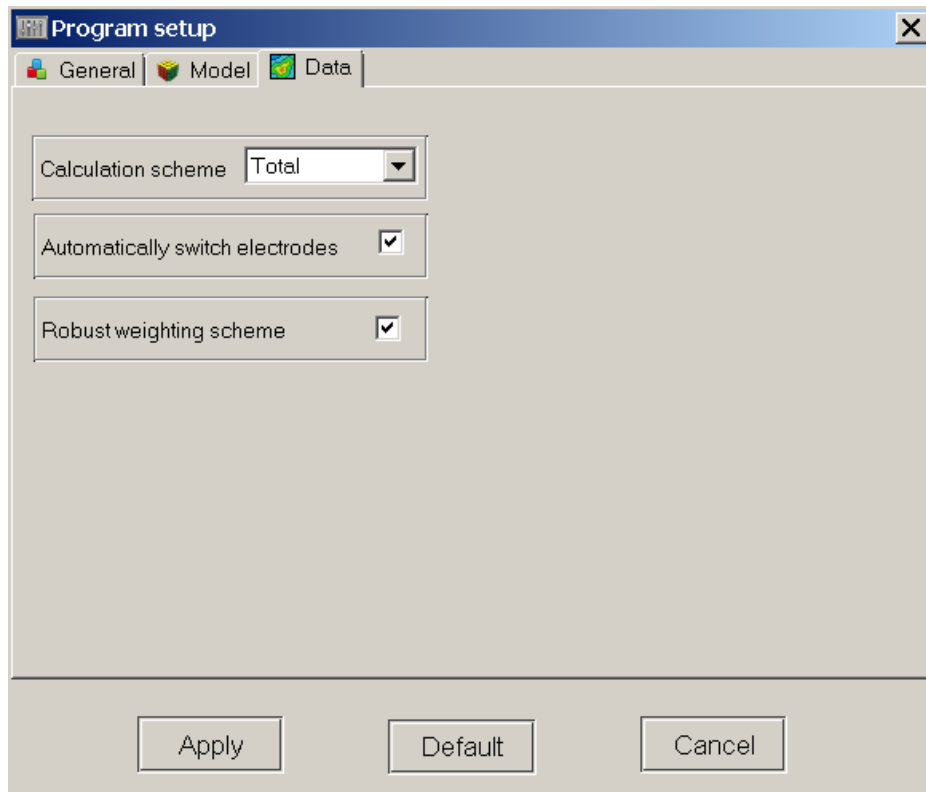 Program setup
General Model Data
Calculation scheme Total
Automatically switch electrodes
Robust weighting scheme
Apply Default Cancel